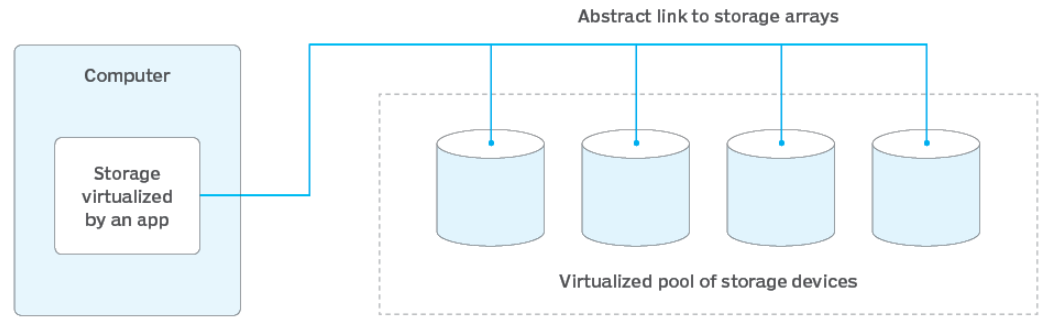 Abstract link to storage arrays
Computer
Storage
virtualized
by an app
Virtualized pool of storage devices